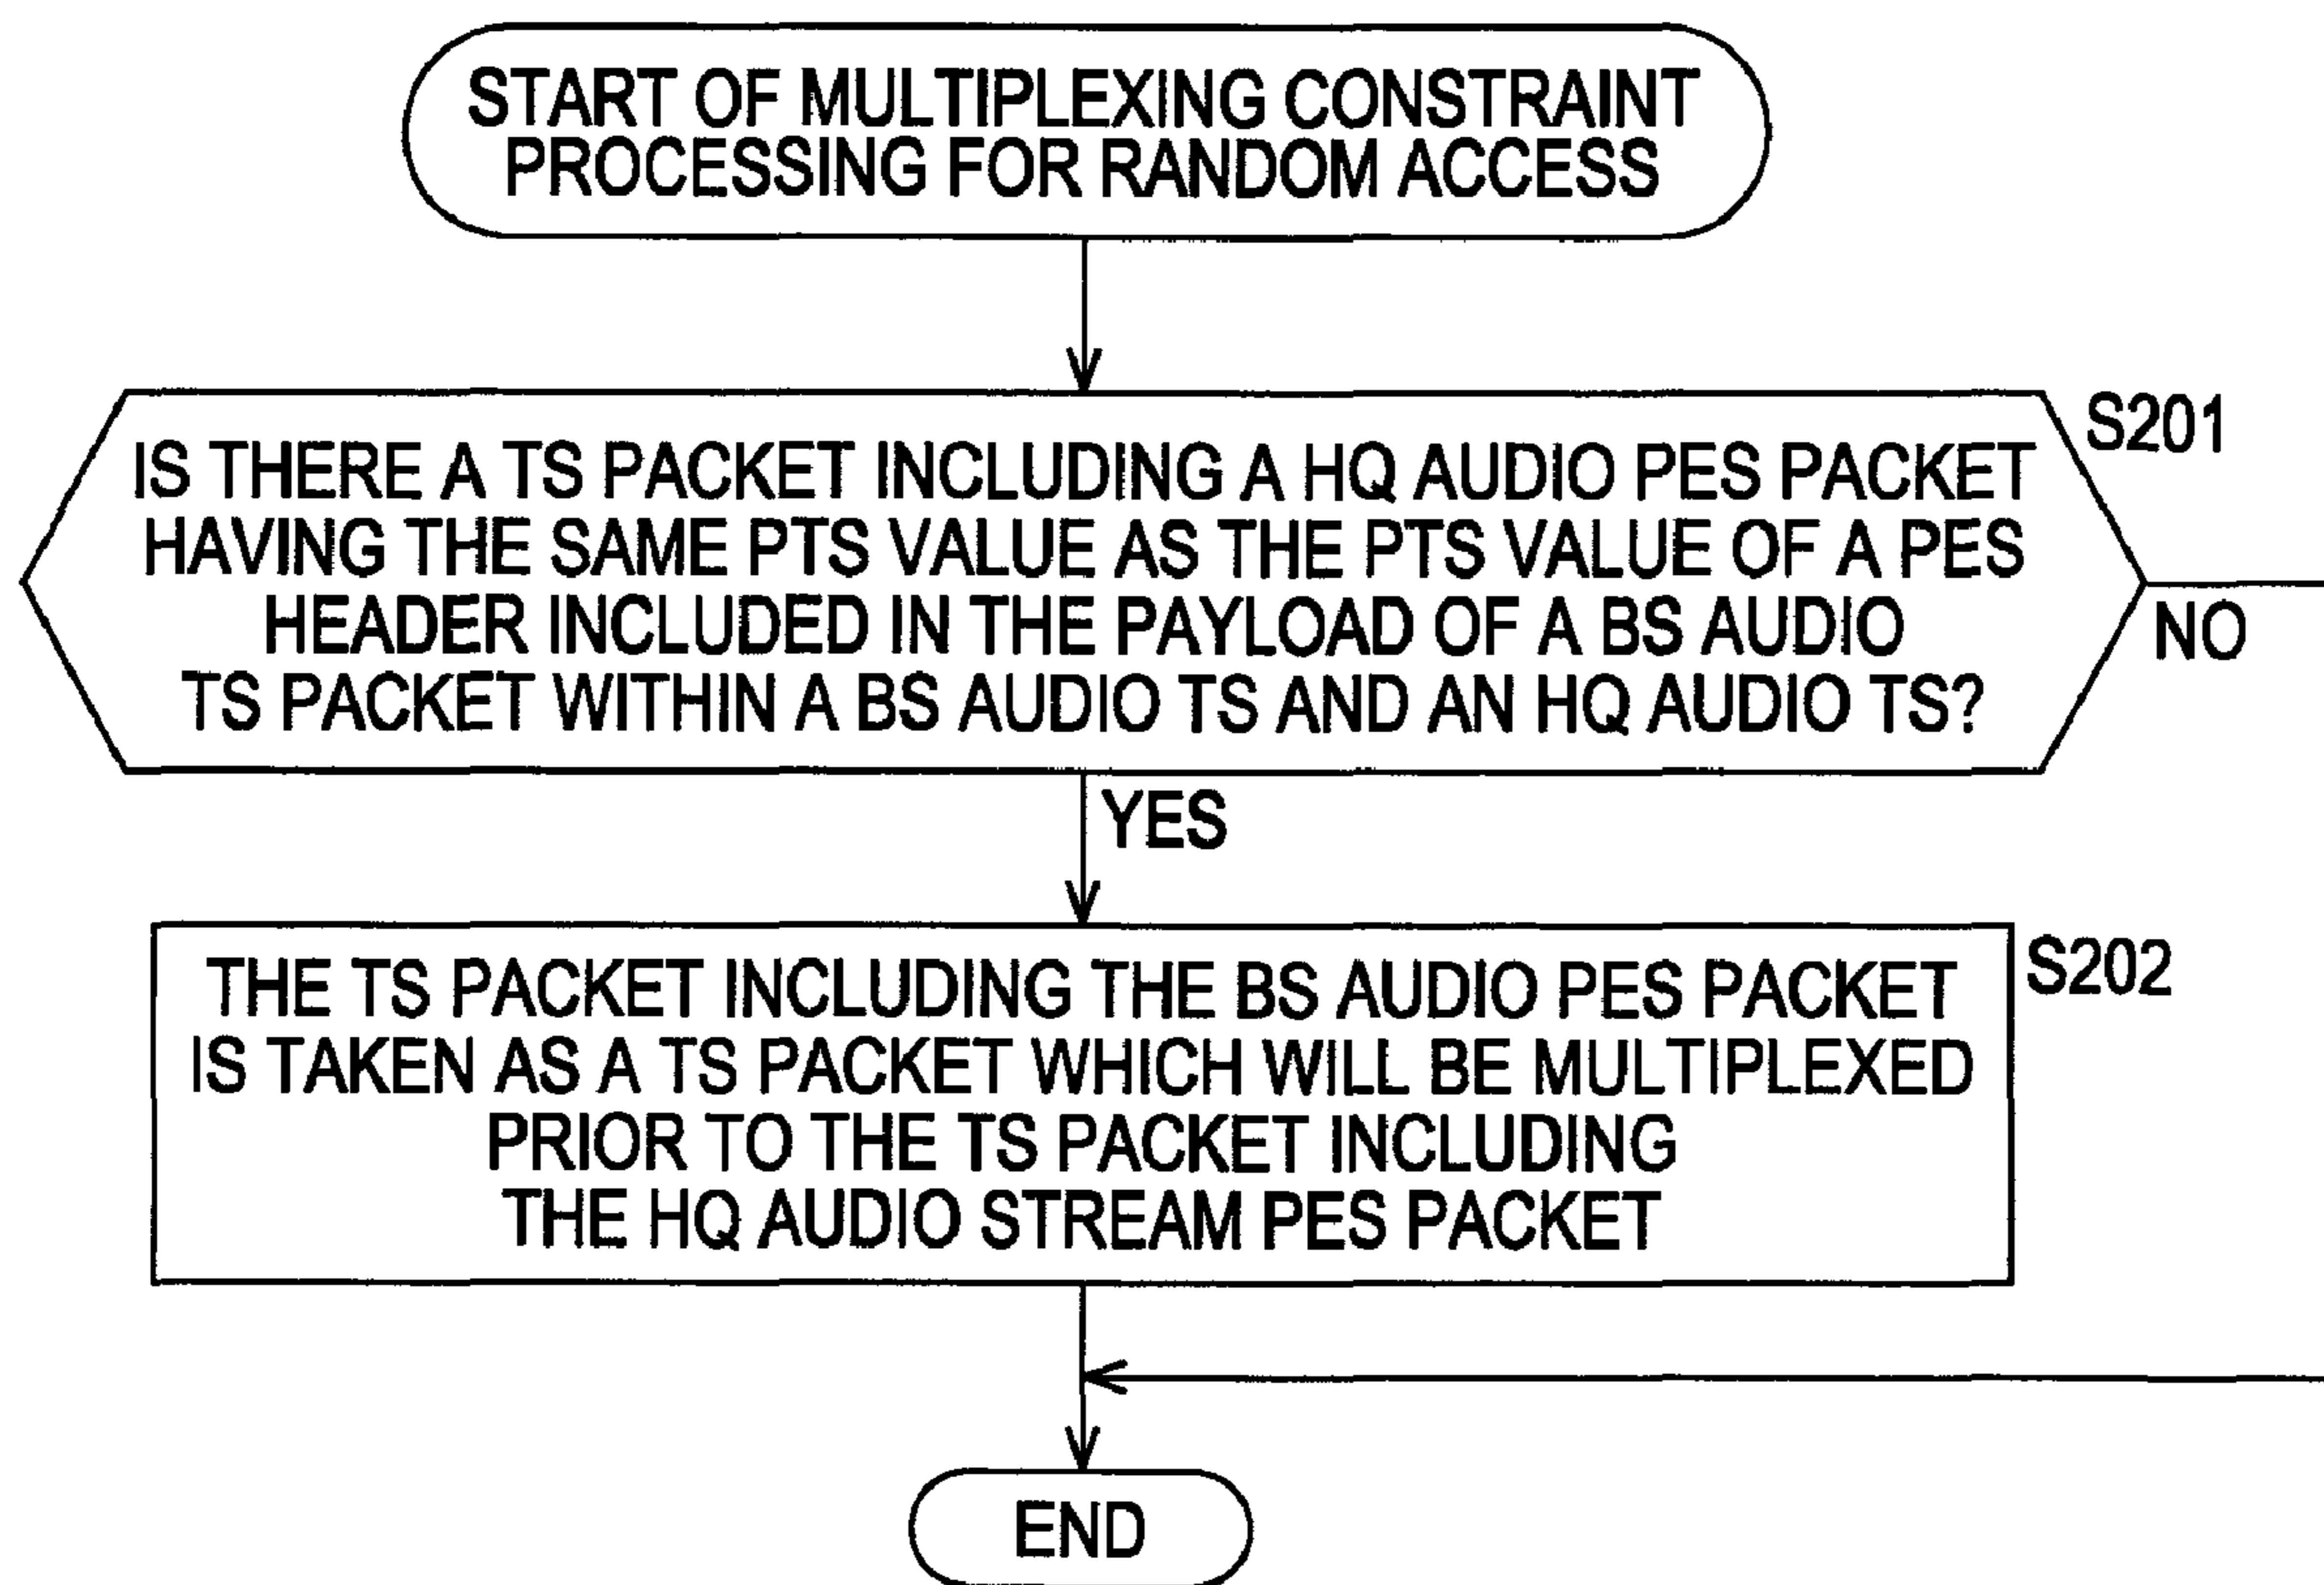 START OF MULTIPLEXING CONSTRAINT
PROCESSING FOR RANDOM ACCESS
S201
IS THERE A TS PACKET INCLUDING A HQ AUDIO PES PACKET
HAVING THE SAME PTS VALUE AS THE PTS VALUE OF A PES
HEADER INCLUDED IN THE PAYLOAD OF A BS AUDIO
TS PACKET WITHIN A BS AUDIO TS AND AN HQ AUDIO TS?
NO
YES
S202
THE TS PACKET INCLUDING THE BS AUDIO PES PACKET
IS TAKEN AS A TS PACKET WHICH WILL BE MULTIPLEXED
PRIOR TO THE TS PACKET INCLUDING
THE HQ AUDIO STREAM PES PACKET
END